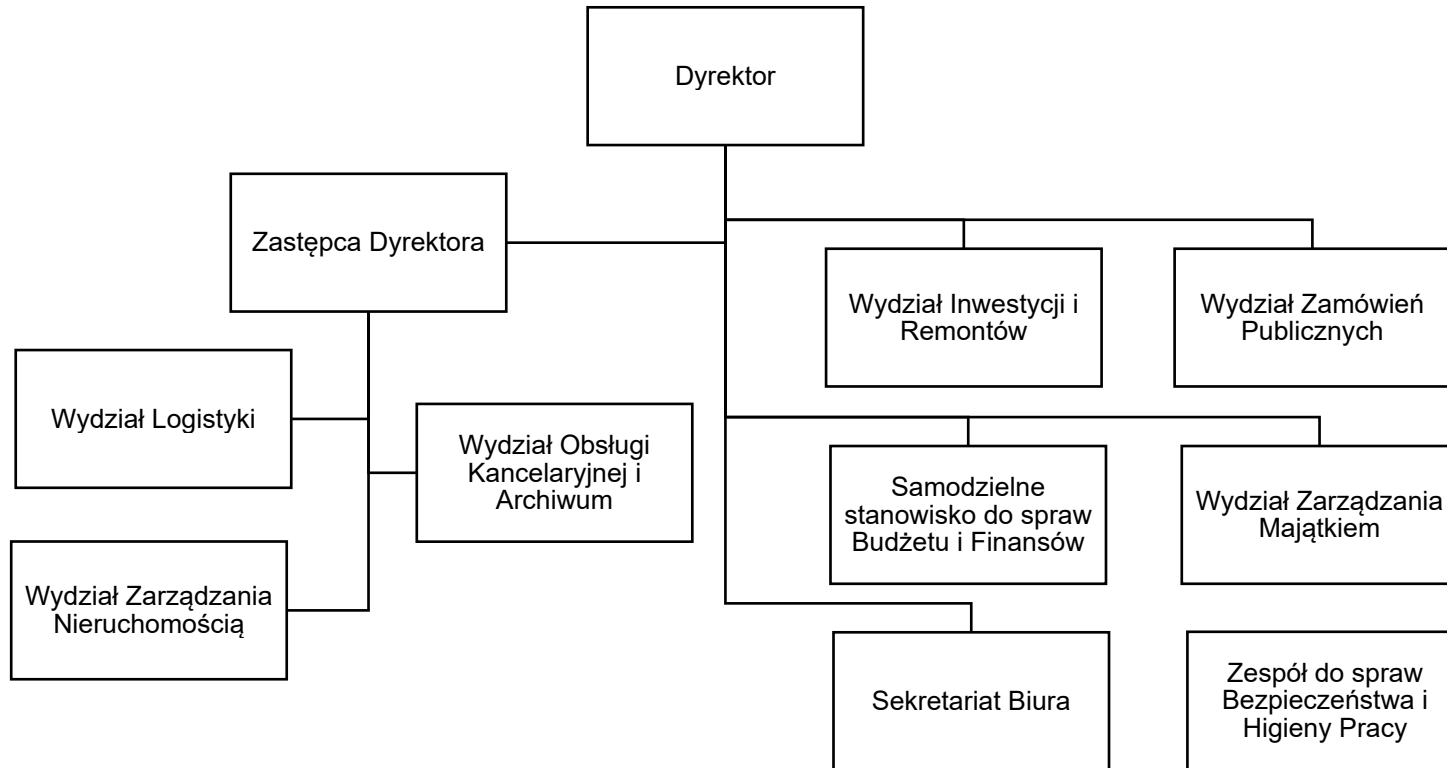 Dyrektor
Zastępca Dyrektora
Wydział Inwestycji i
Remontów
Wydział Zamówień
Publicznych
Wydział Logistyki
Wydział Obsługi
Kancelaryjnej i
Archiwum
Samodzielne
stanowisko do spraw
Budżetu i Finansów
Wydział Zarządzania
Majątkiem
Wydział Zarządzania
Nieruchomością
Sekretariat Biura
Zespół do spraw
Bezpieczeństwa i
Higieny Pracy